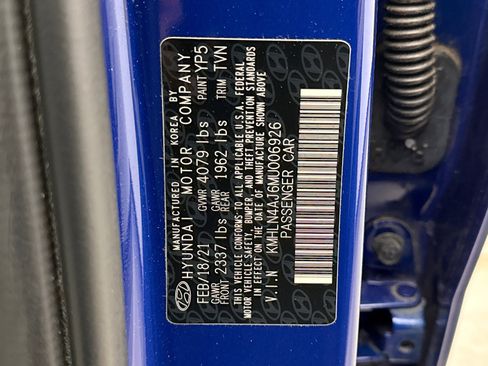 MANUFACTURED IN KOREA BY
HYUNDAI MOTOR COMPANY
FEB/18/21 GVWR 4079 lbs PAINT YP5
GAWR FRONT 2337 lbs GAWR REAR 1962 lbs TRIM TVN
THIS VEHICLE CONFORMS TO ALL APPLICABLE U.S.A. FEDERAL
MOTOR VEHICLE SAFETY, BUMPER, AND THEFT PREVENTION STANDARDS
IN EFFECT ON THE DATE OF MANUFACTURE SHOWN ABOVE
V.I.N KMHLN4AJ6MU006926
PASSENGER CAR